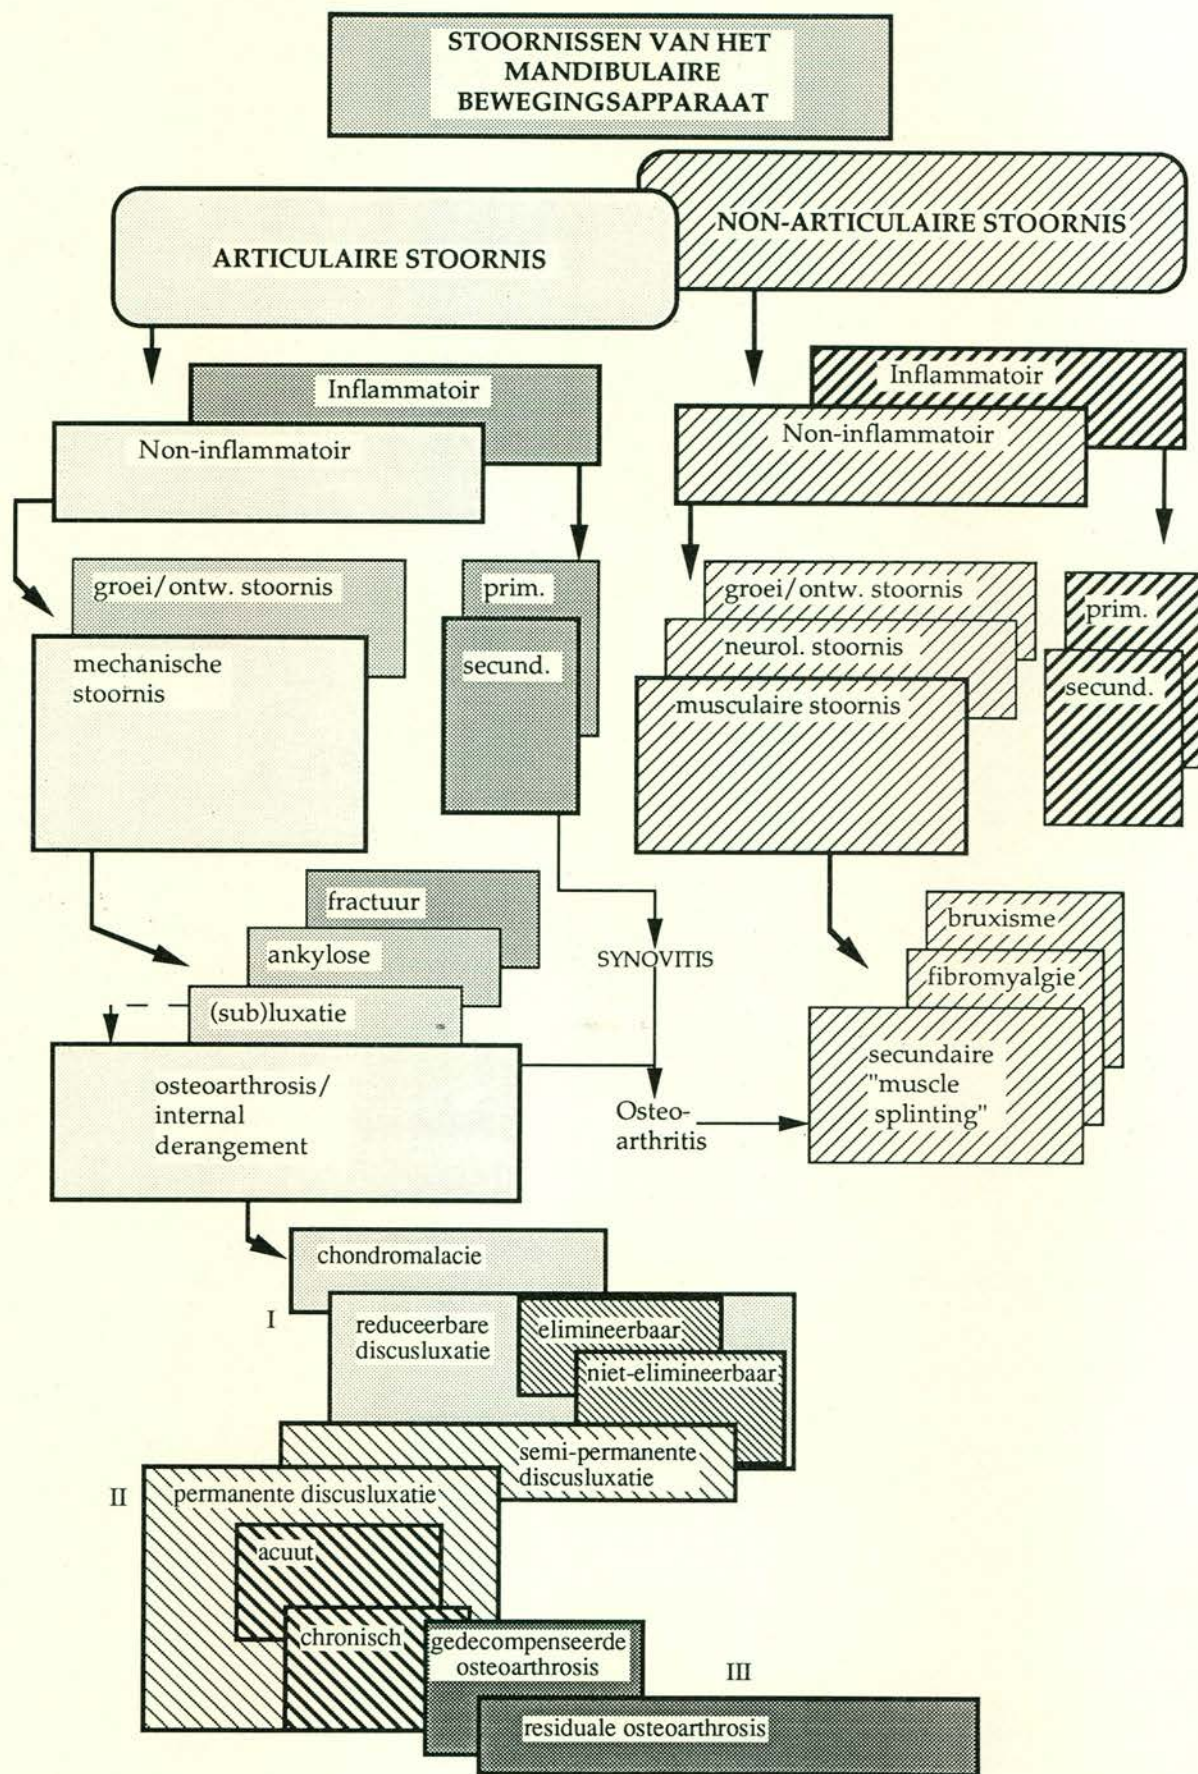 STOORNISSEN VAN HET
MANDIBULAIRE
BEWEGINGSAPPARAAT
NON-ARTICULAIRE STOORNIS
ARTICULAIRE STOORNIS
Inflammatoir
Non-inflammatoir
Inflammatoir
Non-inflammatoir
groei/ontw. stoornis
mechanische
stoornis
prim.
secund.
groei/ontw. stoornis
neurol. stoornis
musculaire stoornis
prim.
secund.
fractuur
ankylose
(sub)luxatie
osteoarthrosis/
internal
derangement
SYNOVITIS
Osteo-
arthritis
bruxisme
fibromyalgie
secundaire
"muscle
splinting"
chondromalacie
I
reduceerbare
discusluxatie
elimineerbaar
niet-elimineerbaar
semi-permanente
discusluxatie
II
permanente discusluxatie
acuut
chronisch
gedecompenseerde
osteoarthrosis
III
residuale osteoarthrosis